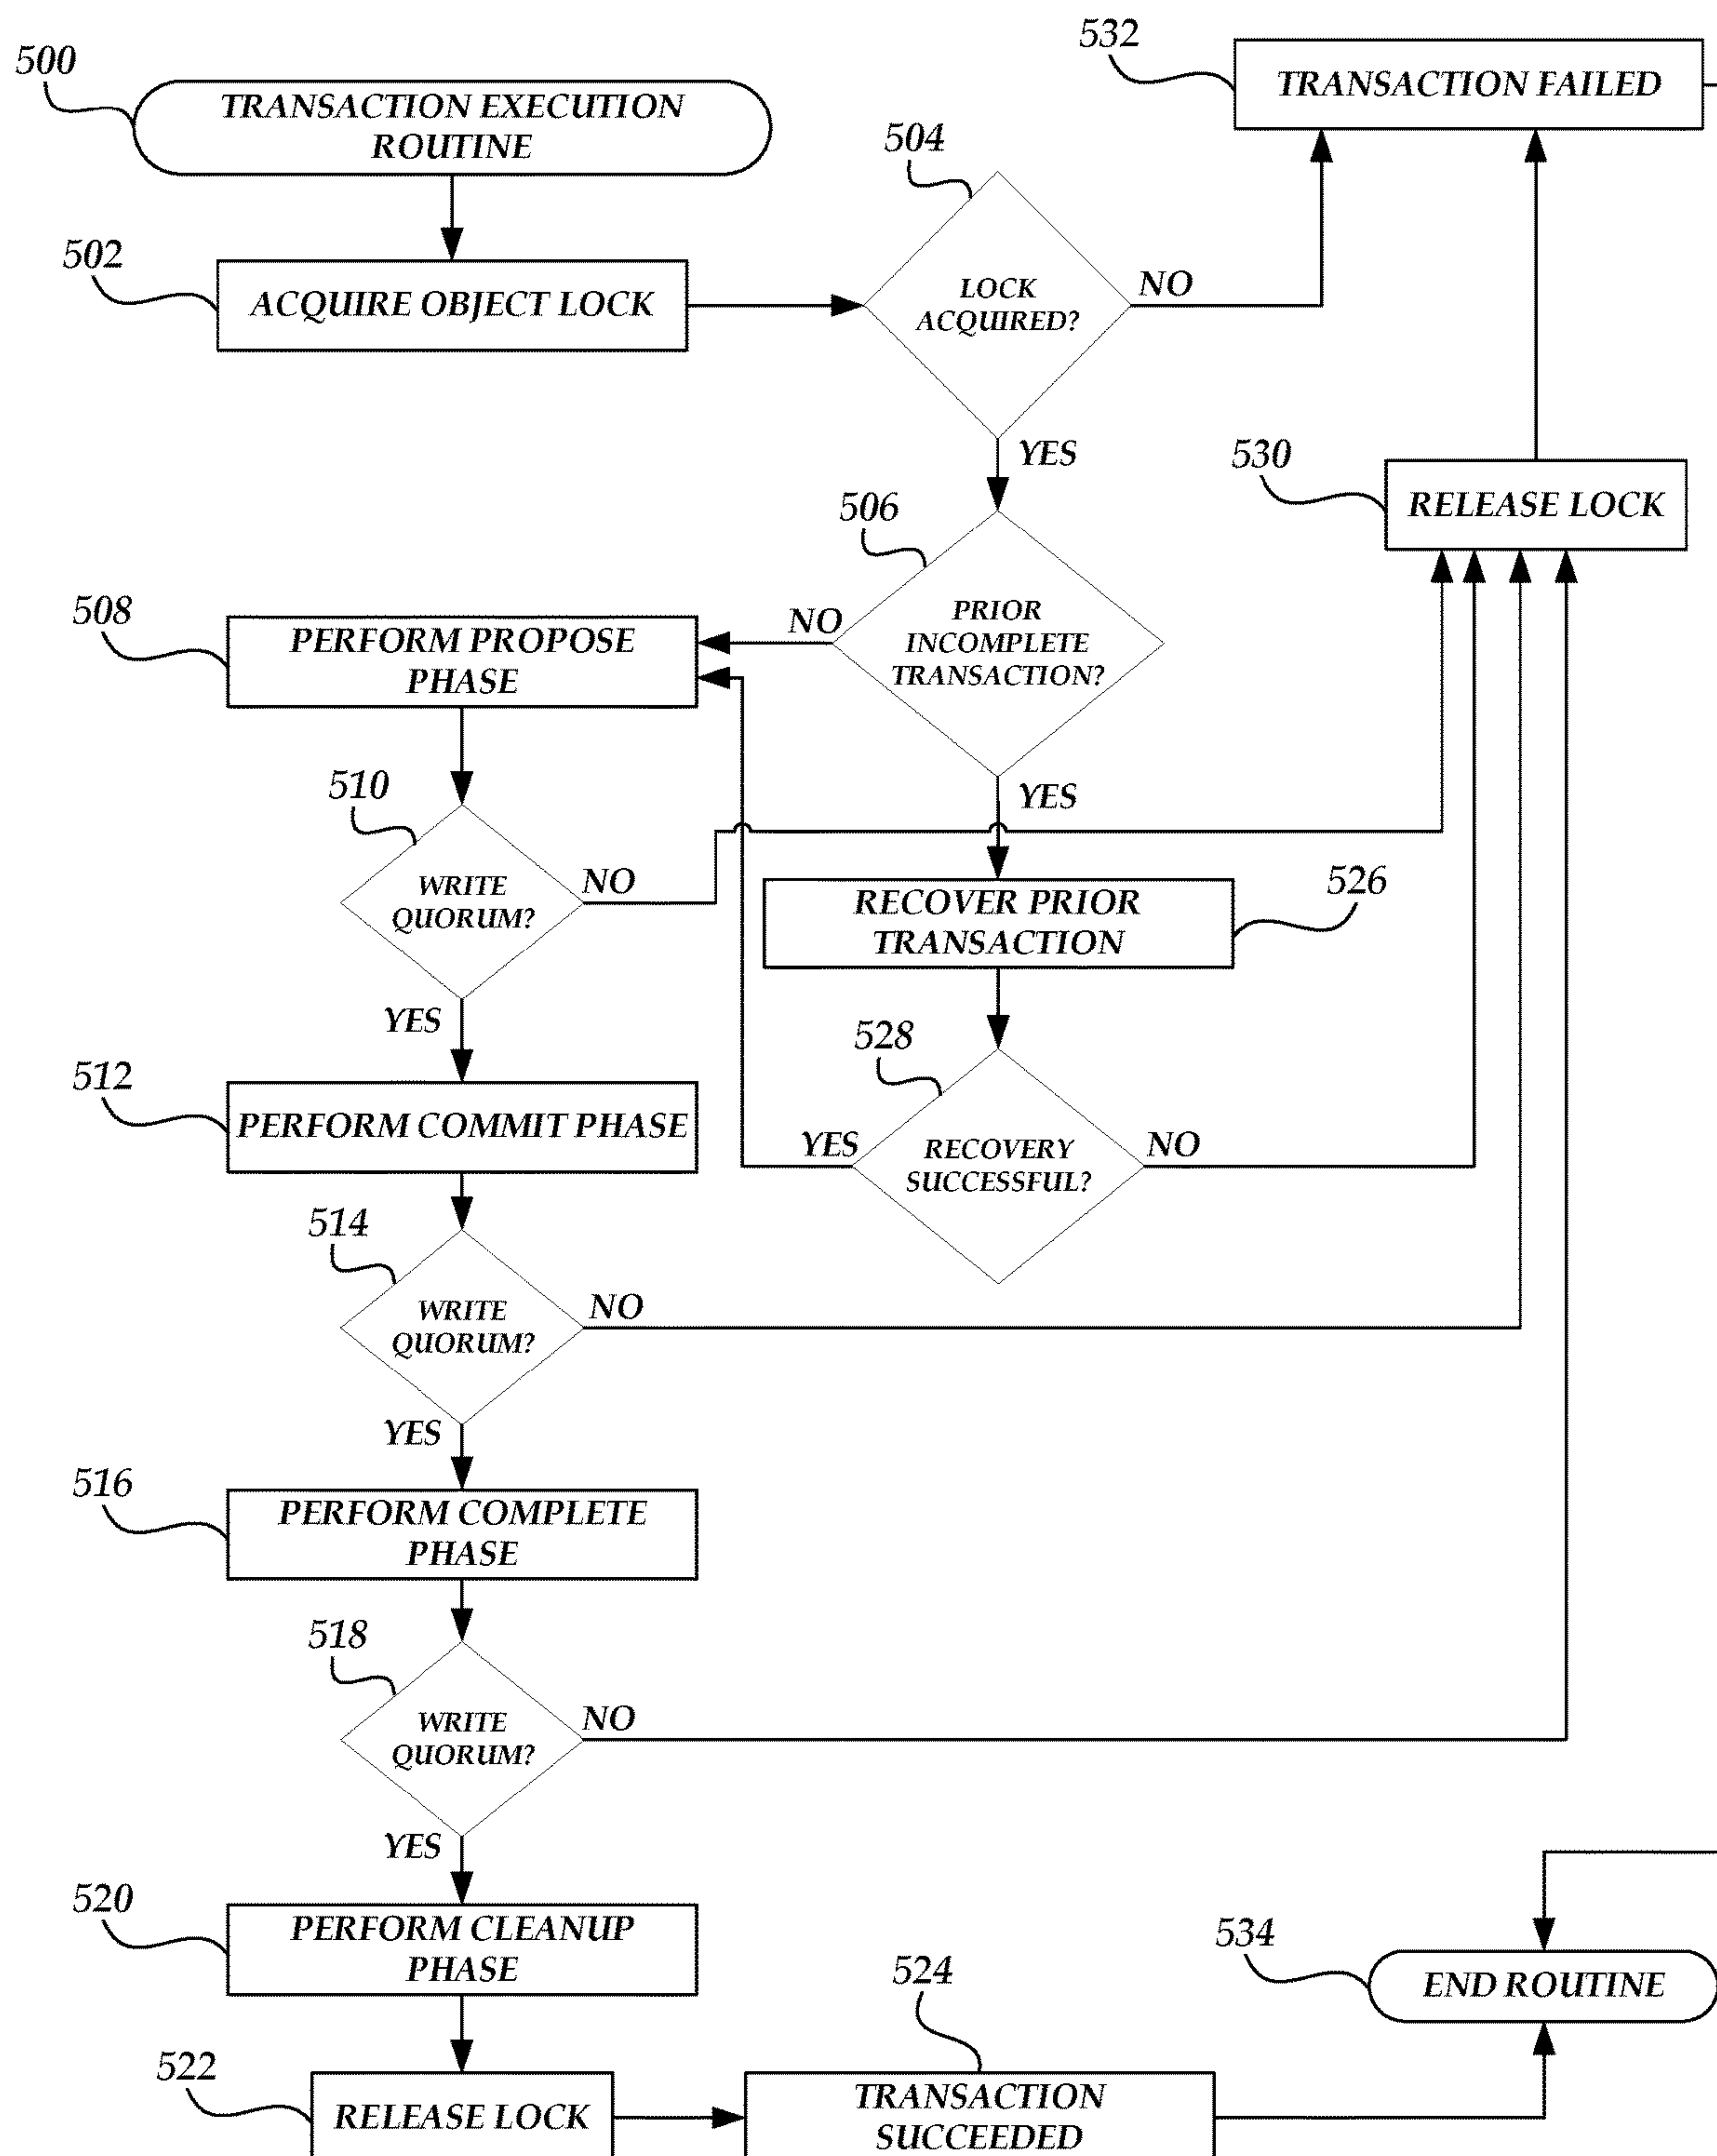 500
TRANSACTION EXECUTION
ROUTINE
532
TRANSACTION FAILED
502
ACQUIRE OBJECT LOCK
504
LOCK
ACQUIRED?
NO
YES
530
RELEASE LOCK
506
PRIOR
INCOMPLETE
TRANSACTION?
NO
YES
508
PERFORM PROPOSE
PHASE
510
WRITE
QUORUM?
NO
YES
526
RECOVER PRIOR
TRANSACTION
528
RECOVERY
SUCCESSFUL?
YES
NO
512
PERFORM COMMIT PHASE
514
WRITE
QUORUM?
NO
YES
516
PERFORM COMPLETE
PHASE
518
WRITE
QUORUM?
NO
YES
520
PERFORM CLEANUP
PHASE
522
RELEASE LOCK
524
TRANSACTION
SUCCEEDED
534
END ROUTINE